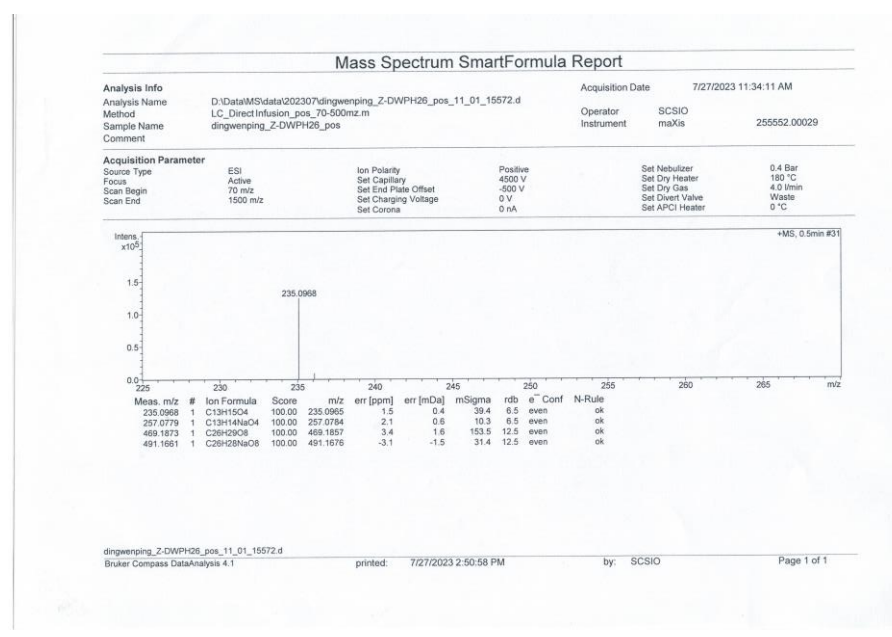 Mass Spectrum SmartFormula Report
Analysis Info Acquisition Date 7/27/2023 11:34:11 AM
Analysis Name D:\Data\MS\data\202307\dingwenping_Z-DWPH26_pos_11_01_15572.d
Method LC_Direct Infusion_pos_70-500mz.m Operator SCSIO
Sample Name dingwenping_Z-DWPH26_pos Instrument maXis 255552.00029
Comment
Acquisition Parameter
Source Type ESI Ion Polarity Positive Set Nebulizer 0.4 Bar
Focus Active Set Capillary 4500 V Set Dry Heater 180 °C
Scan Begin 70 m/z Set End Plate Offset -500 V Set Dry Gas 4.0 l/min
Scan End 1500 m/z Set Charging Voltage 0 V Set Divert Valve Waste
Set Corona 0 nA Set APCI Heater 0 °C
Intens. +MS, 0.5min #31
x10⁵
1.5
235.0968
1.0
0.5
0.0
225 230 235 240 245 250 255 260 265 m/z
Meas. m/z # Ion Formula Score m/z err [ppm] err [mDa] mSigma rdb e⁻ Conf N-Rule
235.0968 1 C13H15O4 100.00 235.0965 1.5 0.4 39.4 6.5 even ok
257.0779 1 C13H14NaO4 100.00 257.0784 2.1 0.6 10.3 6.5 even ok
469.1873 1 C26H29O8 100.00 469.1857 3.4 1.6 153.5 12.5 even ok
491.1661 1 C26H28NaO8 100.00 491.1676 -3.1 -1.5 31.4 12.5 even ok
dingwenping_Z-DWPH26_pos_11_01_15572.d
Bruker Compass DataAnalysis 4.1 printed: 7/27/2023 2:50:58 PM by: SCSIO Page 1 of 1